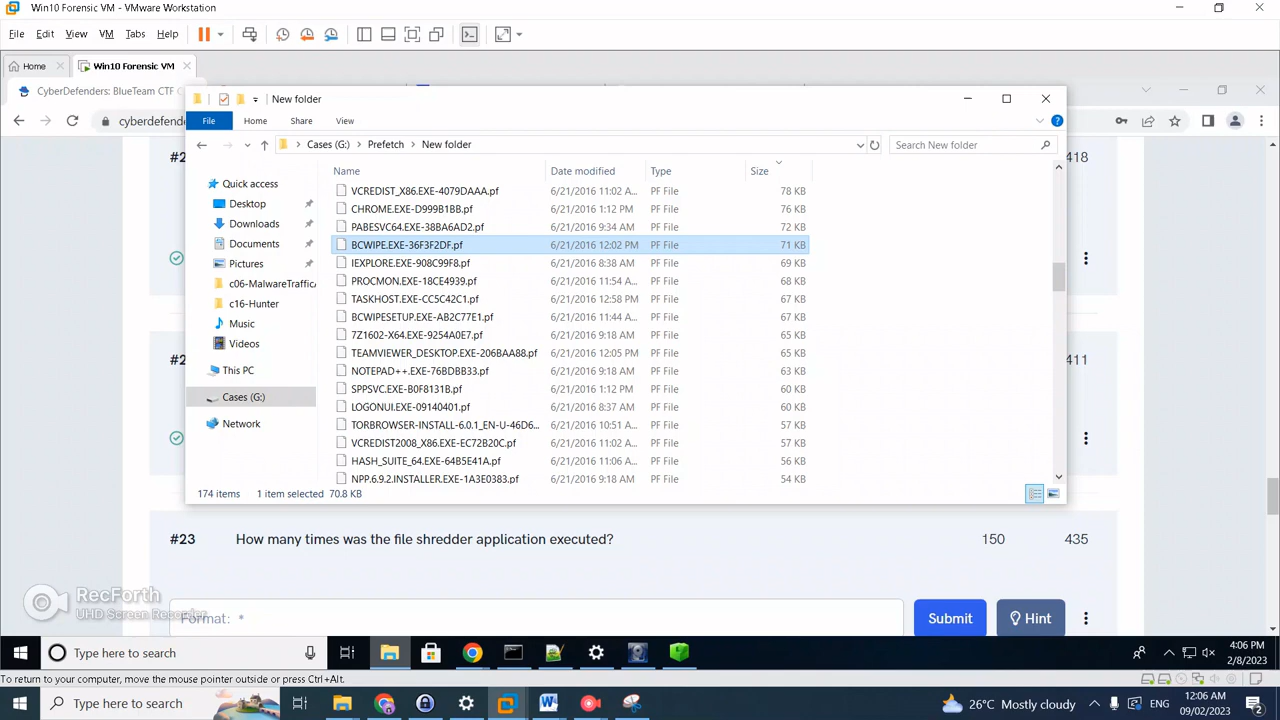 Win10 Forensic VM - VMware Workstation
File Edit View VM Tabs Help
Home Win10 Forensic VM
CyberDefenders: BlueTeam CTF C
New folder
cyberdefende
File Home Share View
Cases (G:) Prefetch New folder Search New folder
Name Date modified Type Size
Quick access
Desktop
Downloads
Documents
Pictures
c06-MalwareTraffic
c16-Hunter
Music
Videos
This PC
Cases (G:)
Network
VCREDIST_X86.EXE-4079DAAA.pf 6/21/2016 11:02 A... PF File 78 KB
CHROME.EXE-D999B1BB.pf 6/21/2016 1:12 PM PF File 76 KB
PABESVC64.EXE-38BA6AD2.pf 6/21/2016 9:34 AM PF File 72 KB
BCWIPE.EXE-36F3F2DF.pf 6/21/2016 12:02 PM PF File 71 KB
IEXPLORE.EXE-908C99F8.pf 6/21/2016 8:38 AM PF File 69 KB
PROCMON.EXE-18CE4939.pf 6/21/2016 11:54 A... PF File 68 KB
TASKHOST.EXE-CC5C42C1.pf 6/21/2016 12:58 PM PF File 67 KB
BCWIPESETUP.EXE-AB2C77E1.pf 6/21/2016 11:44 A... PF File 67 KB
7Z1602-X64.EXE-9254A0E7.pf 6/21/2016 9:18 AM PF File 65 KB
TEAMVIEWER_DESKTOP.EXE-206BAA88.pf 6/21/2016 12:05 PM PF File 65 KB
NOTEPAD++.EXE-76BDBB33.pf 6/21/2016 9:18 AM PF File 63 KB
SPPSVC.EXE-B0F8131B.pf 6/21/2016 1:12 PM PF File 60 KB
LOGONUI.EXE-09140401.pf 6/21/2016 8:37 AM PF File 60 KB
TORBROWSER-INSTALL-6.0.1_EN-U-46D6... 6/21/2016 10:51 A... PF File 57 KB
VCREDIST2008_X86.EXE-EC72B20C.pf 6/21/2016 11:02 A... PF File 57 KB
HASH_SUITE_64.EXE-64B5E41A.pf 6/21/2016 11:06 A... PF File 56 KB
NPP.6.9.2.INSTALLER.EXE-1A3E0383.pf 6/21/2016 9:18 AM PF File 54 KB
174 items 1 item selected 70.8 KB
#2 418
#2 411
#23 How many times was the file shredder application executed? 150 435
RecForth
UHD Screen Recorder
Format: *
Submit
Hint
Type here to search
4:06 PM
2/8/2023
To return to your computer, move the mouse pointer outside or press Ctrl+Alt.
Type here to search
26°C Mostly cloudy
ENG
12:06 AM
09/02/2023
2